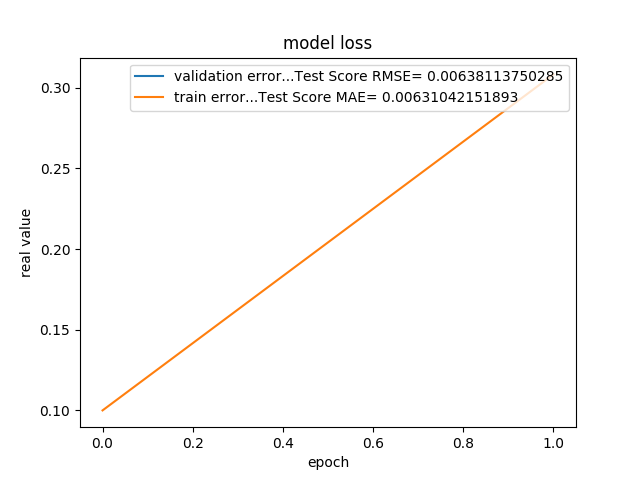 model loss
validation error...Test Score RMSE= 0.00638113750285
train error...Test Score MAE= 0.00631042151893
0.30
0.25
0.20
0.15
0.10
real value
0.0 0.2 0.4 0.6 0.8 1.0
epoch